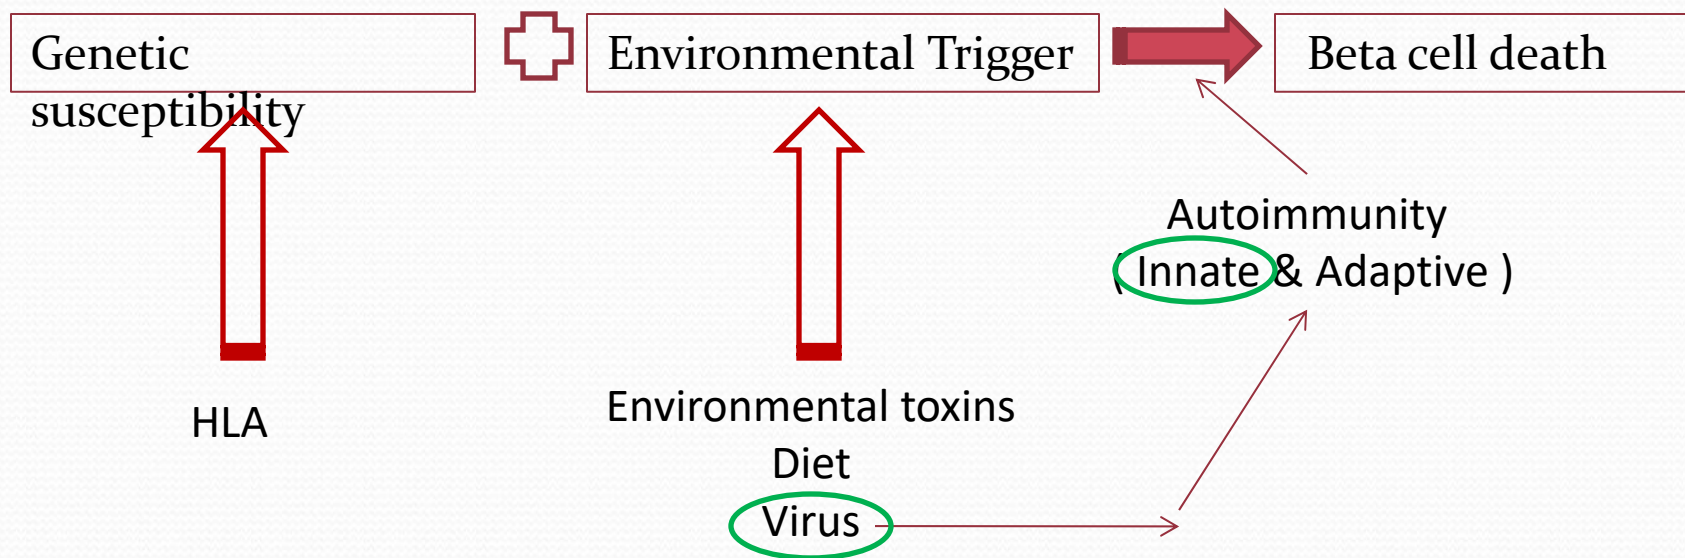 Genetic
susceptibility
Environmental Trigger
Beta cell death
Autoimmunity
( Innate & Adaptive )
HLA
Environmental toxins
Diet
Virus